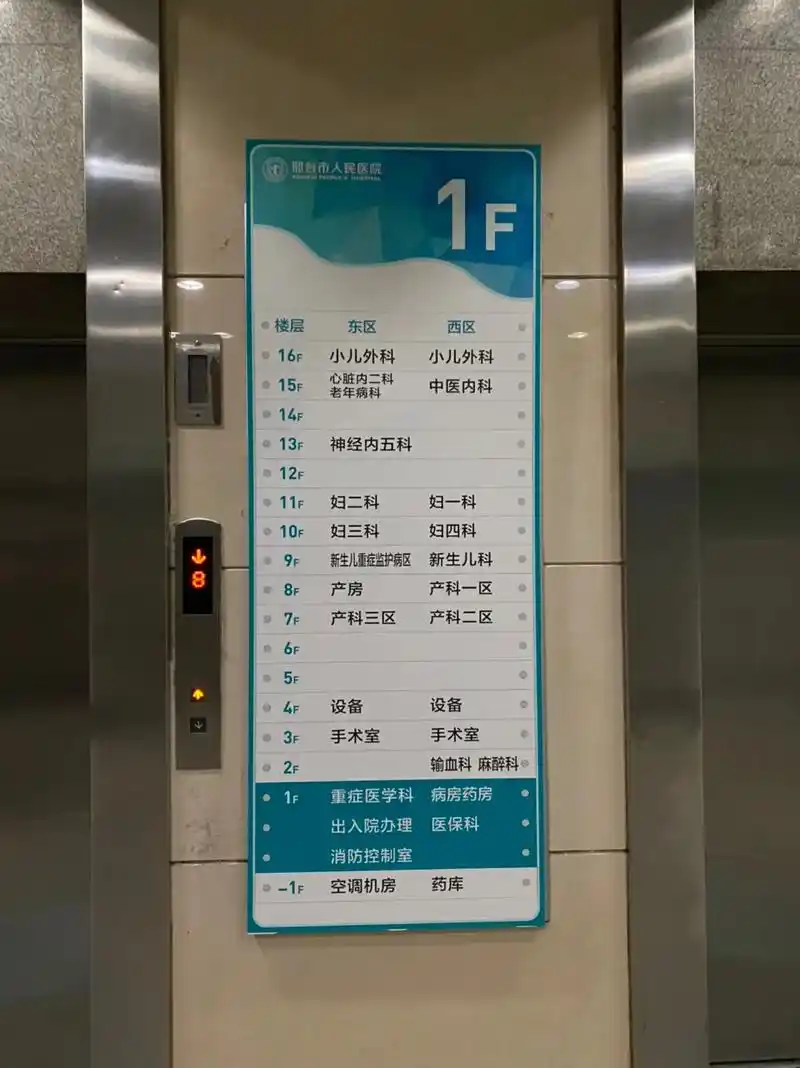 邢台市人民医院
1F
楼层 东区 西区
16F 小儿外科 小儿外科
15F 心脏内二科 老年病科 中医内科
14F
13F 神经内五科
12F
11F 妇二科 妇一科
10F 妇三科 妇四科
9F 新生儿重症监护病区 新生儿科
8F 产房 产科一区
7F 产科三区 产科二区
6F
5F
4F 设备 设备
3F 手术室 手术室
2F 输血科 麻醉科
1F 重症医学科 病房药房
出入院办理 医保科
消防控制室
-1F 空调机房 药库
8